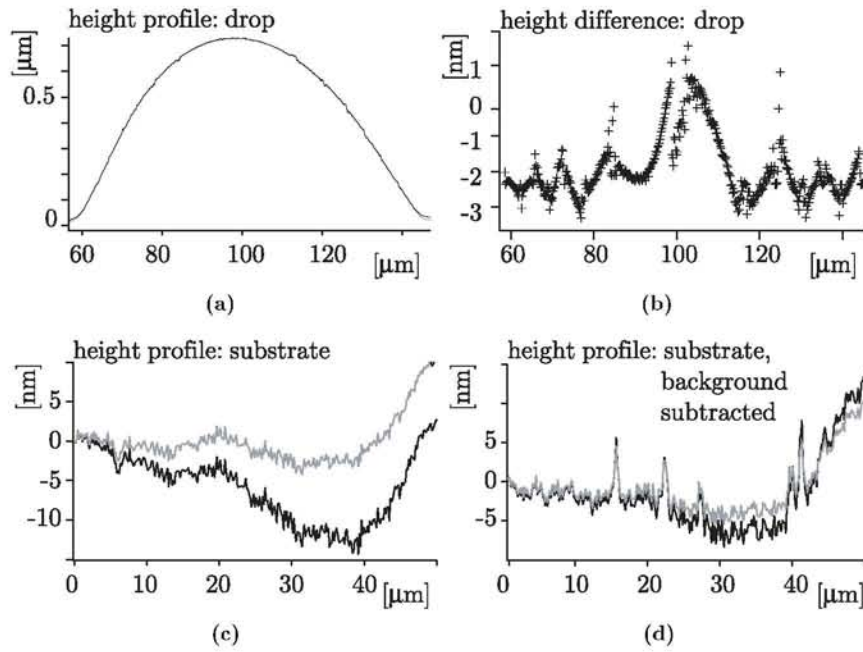 height profile: drop
[μm]
0.5
0
60
80
100
120
[μm]
(a)
height difference: drop
[nm]
1
0
-1
-2
-3
60
80
100
120
[μm]
(b)
height profile: substrate
[nm]
5
0
-5
-10
0
10
20
30
40
[μm]
(c)
height profile: substrate,
background
subtracted
[nm]
5
0
-5
0
10
20
30
40
[μm]
(d)